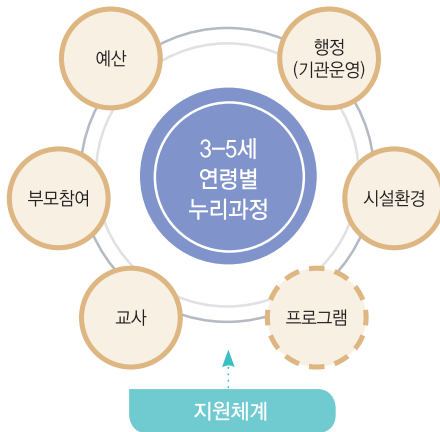 예산
행정
(기관운영)
3-5세
연령별
누리과정
부모참여
시설환경
교사
프로그램
지원체계